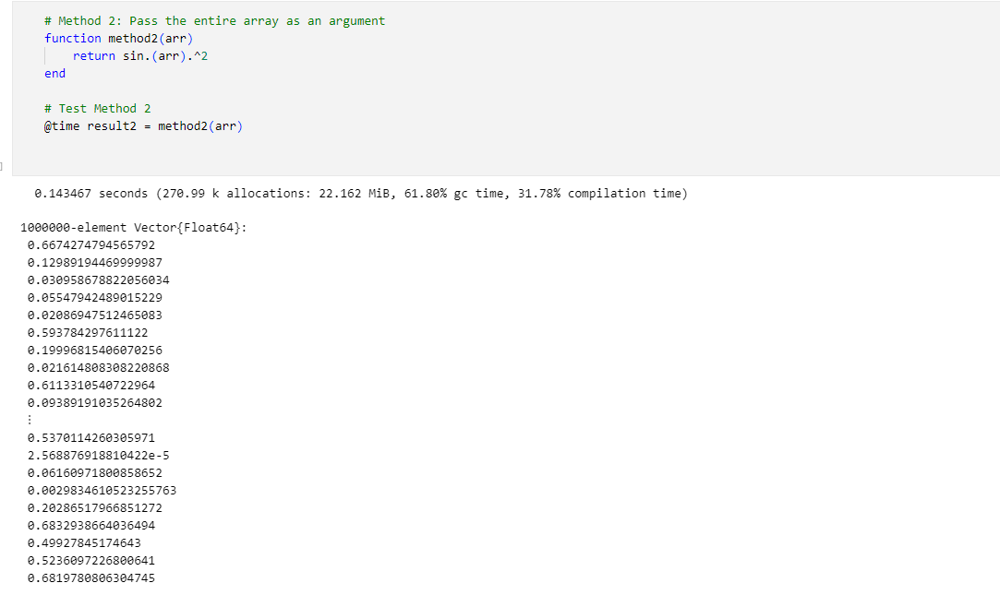 # Method 2: Pass the entire array as an argument
function method2(arr)
    return sin.(arr).^2
end
# Test Method 2
@time result2 = method2(arr)
]
0.143467 seconds (270.99 k allocations: 22.162 MiB, 61.80% gc time, 31.78% compilation time)
1000000-element Vector{Float64}:
0.6674274794565792
0.12989194469999987
0.030958678822056034
0.05547942489015229
0.02086947512465083
0.593784297611122
0.19996815406070256
0.021614808308220868
0.6113310540722964
0.09389191035264802
⋮
0.5370114260305971
2.568876918810422e-5
0.06160971800858652
0.0029834610523255763
0.20286517966851272
0.6832938664036494
0.49927845174643
0.5236097226800641
0.6819780806304745